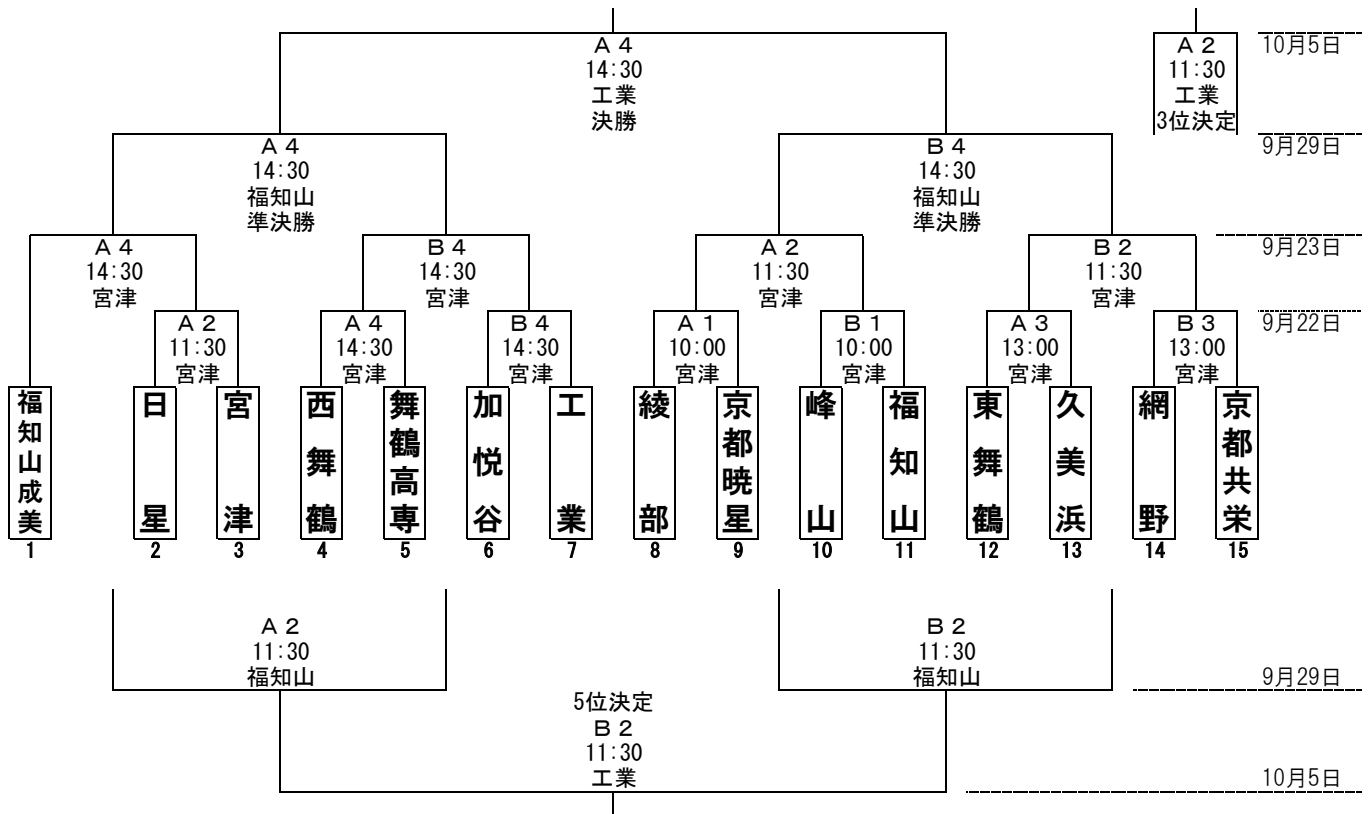 A4
14:30
工業
決勝
A2
11:30
工業
3位決定
10月5日
A4
14:30
福知山
準決勝
B4
14:30
福知山
準決勝
9月29日
A4
14:30
宮津
B4
14:30
宮津
A2
11:30
宮津
B2
11:30
宮津
9月23日
A2
11:30
宮津
A4
14:30
宮津
B4
14:30
宮津
A1
10:00
宮津
B1
10:00
宮津
A3
13:00
宮津
B3
13:00
宮津
9月22日
福知山成美
1
日星
2
宮津
3
西舞鶴
4
舞鶴高専
5
加悦谷
6
工業
7
綾部
8
京都暁星
9
峰山
10
福知山
11
東舞鶴
12
久美浜
13
網野
14
京都共栄
15
A2
11:30
福知山
B2
11:30
福知山
9月29日
5位決定
B2
11:30
工業
10月5日